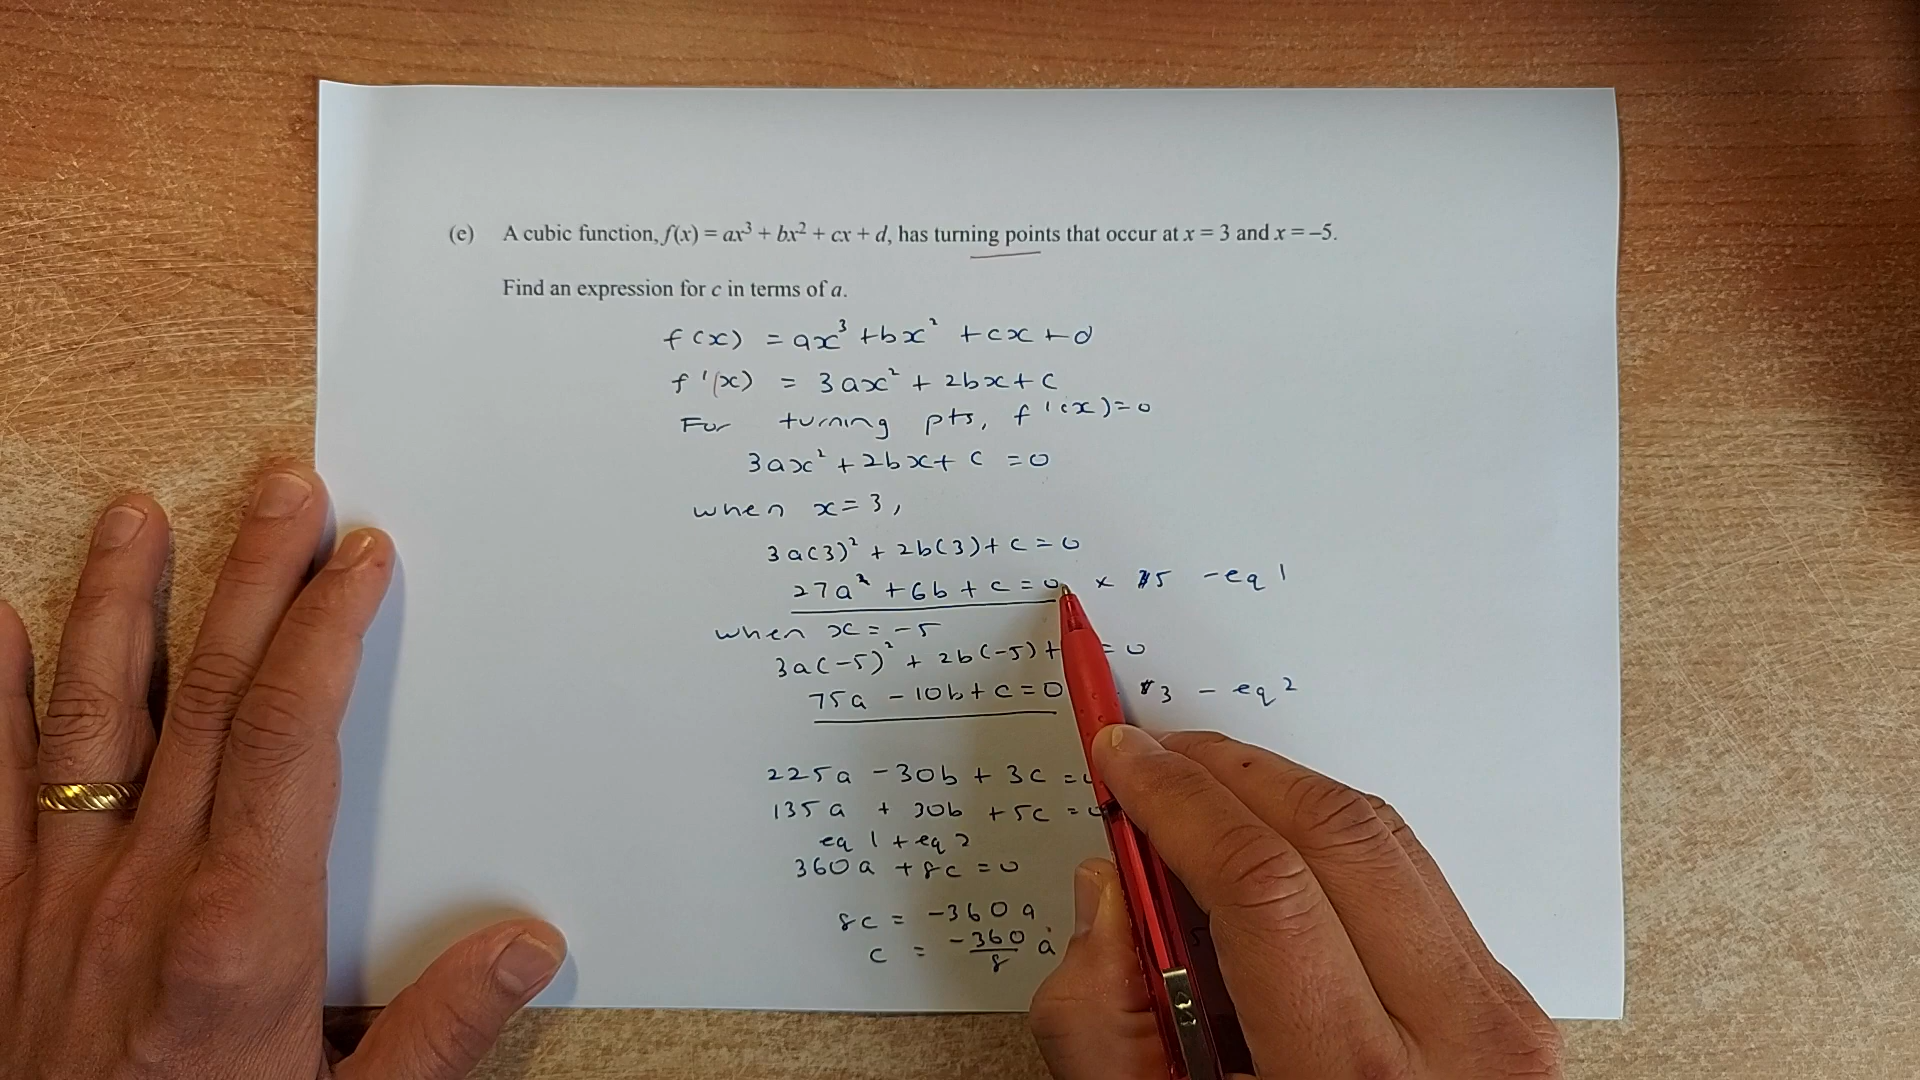 (e) A cubic function, f(x) = ax³ + bx² + cx + d, has turning points that occur at x = 3 and x = –5.
Find an expression for c in terms of a.
f(x) = ax³ + bx² + cx + d
f'(x) = 3ax² + 2bx + c
For turning pts, f'(x) = 0
3ax² + 2bx + c = 0
when x = 3,
3a(3)² + 2b(3) + c = 0
27a + 6b + c = 0 × 5 - eq 1
when x = -5
3a(-5)² + 2b(-5) + = 0
75a - 10b + c = 0 3 - eq 2
225a - 30b + 3c =
135a + 30b + 5c =
eq 1 + eq 2
360a + 8c = 0
8c = -360a
c = -360/8 a